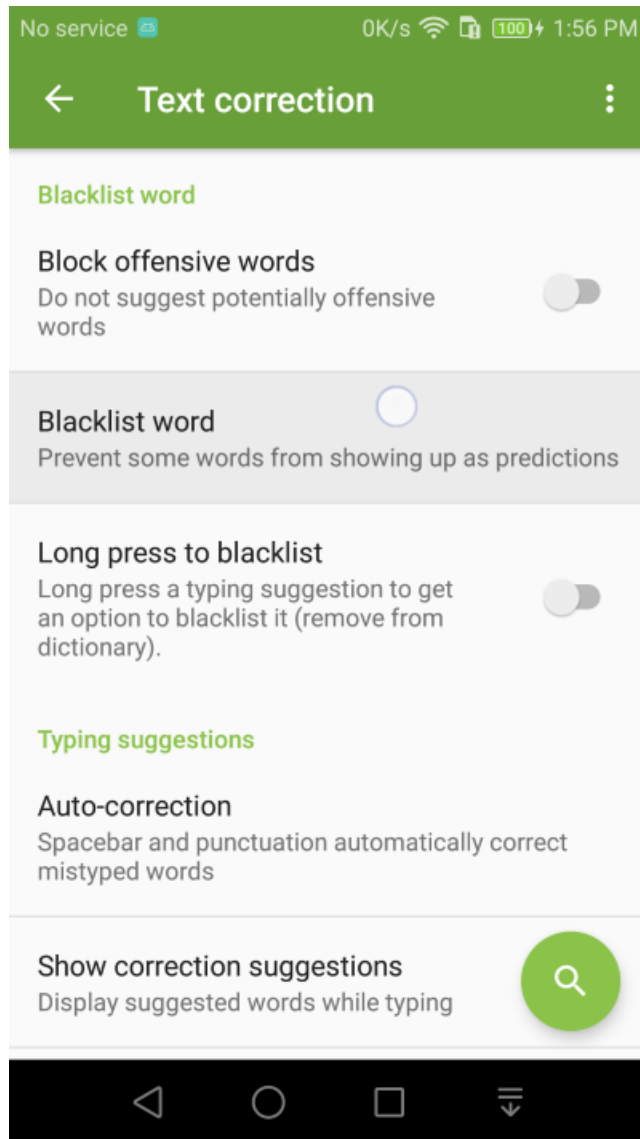 No service 0K/s 100 1:56 PM
Text correction
Blacklist word
Block offensive words
Do not suggest potentially offensive
words
Blacklist word
Prevent some words from showing up as predictions
Long press to blacklist
Long press a typing suggestion to get
an option to blacklist it (remove from
dictionary).
Typing suggestions
Auto-correction
Spacebar and punctuation automatically correct
mistyped words
Show correction suggestions
Display suggested words while typing